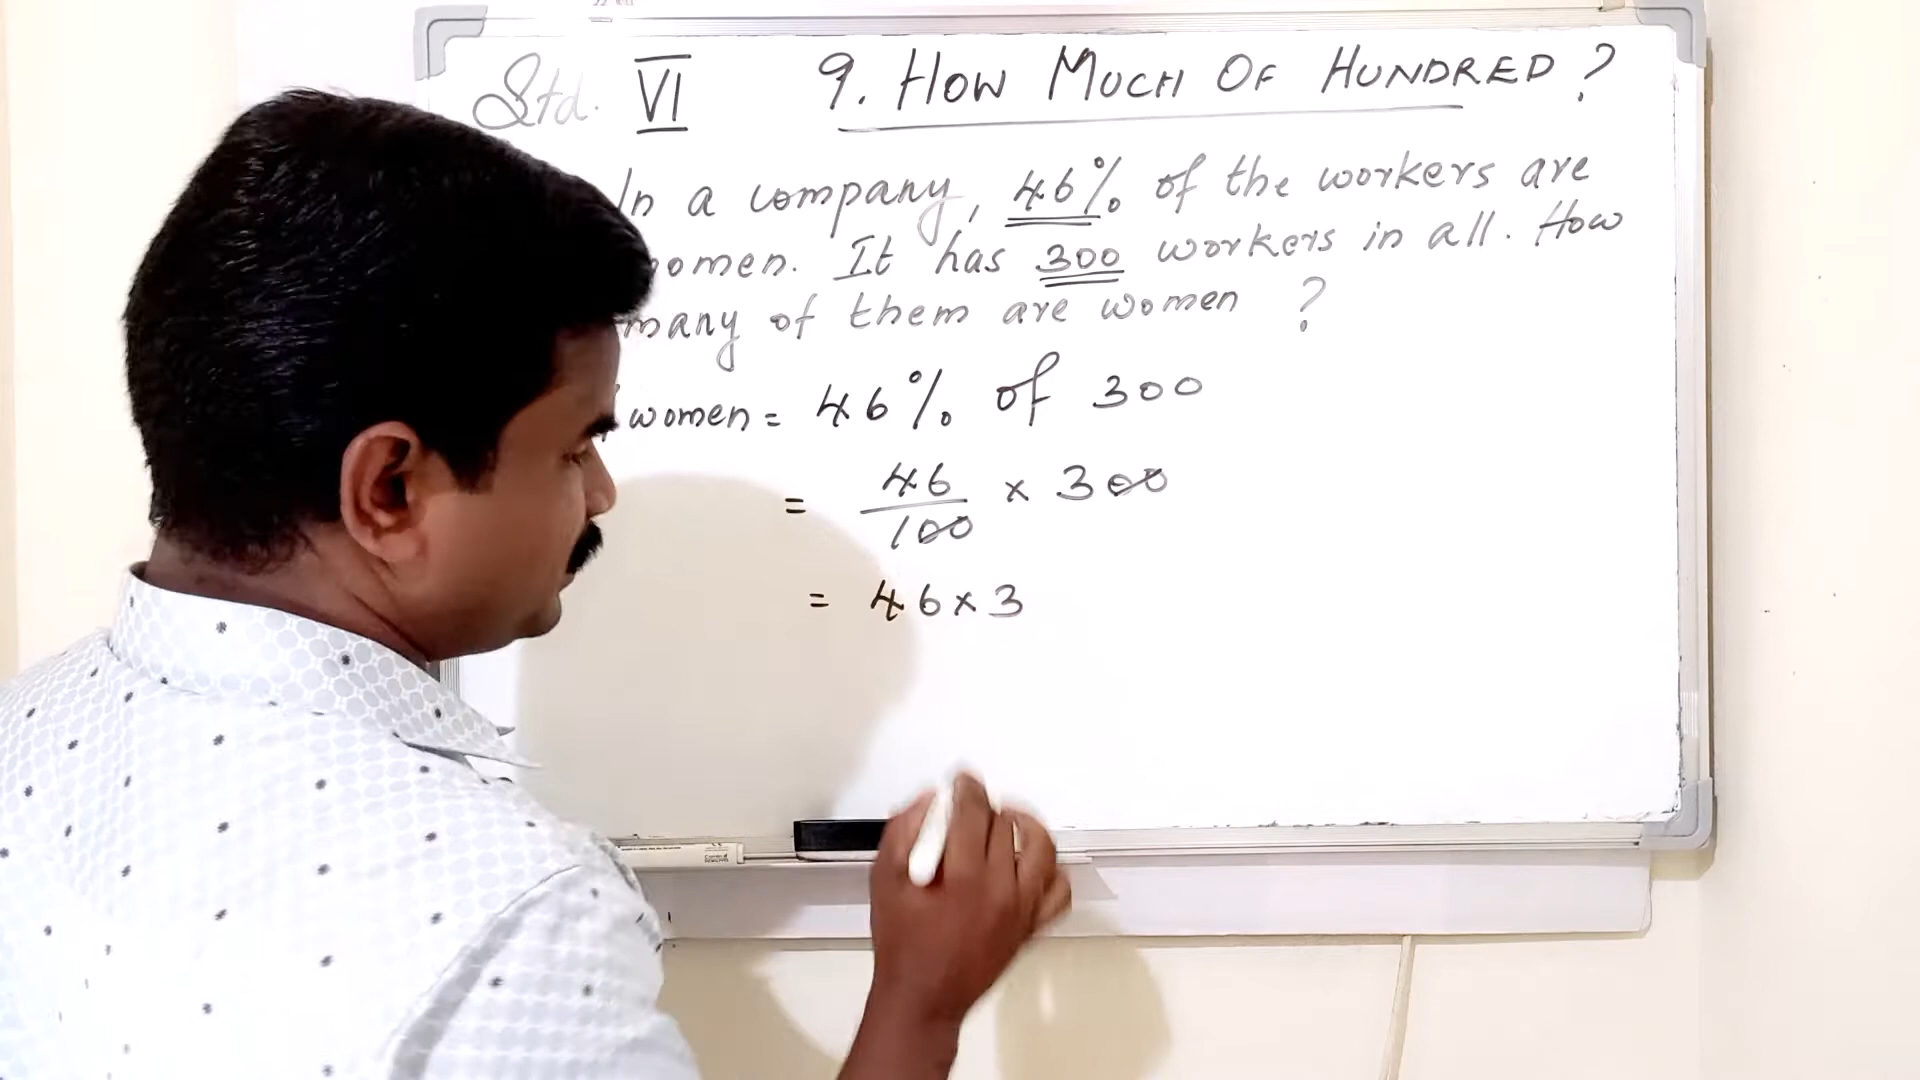 Std. VI 9. HOW MUCH OF HUNDRED ?
In a company, 46% of the workers are
women. It has 300 workers in all. How
many of them are women ?
women = 46% of 300
= 46/100 × 300
= 46×3